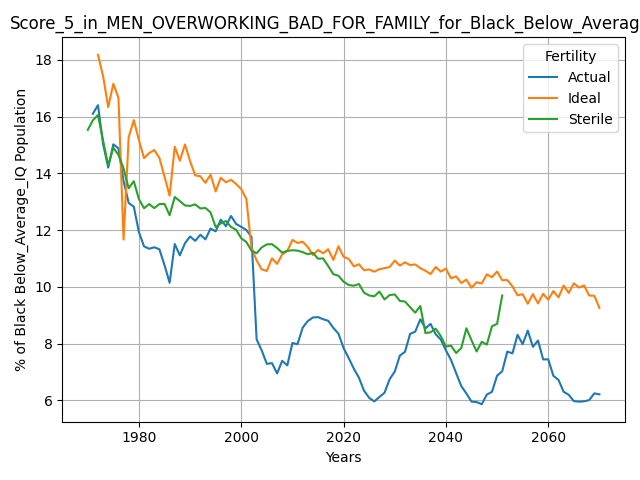 Score_5_in_MEN_OVERWORKING_BAD_FOR_FAMILY_for_Black_Below_Averag
Fertility
Actual
Ideal
Sterile
% of Black Below_Average_IQ Population
18
16
14
12
10
8
6
1980
2000
2020
2040
2060
Years